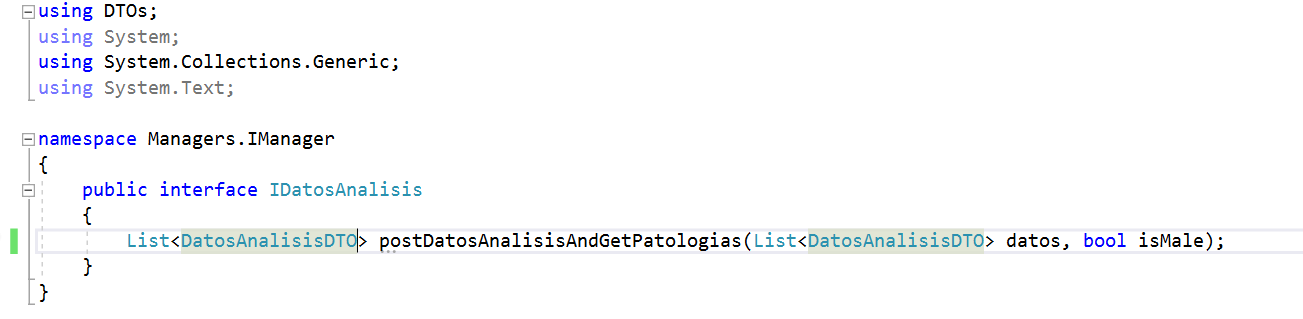 using DTOs;
using System;
using System.Collections.Generic;
using System.Text;
namespace Managers.IManager
{
public interface IDatosAnalisis
{
List<DatosAnalisisDTO> postDatosAnalisisAndGetPatologias(List<DatosAnalisisDTO> datos, bool isMale);
}
}